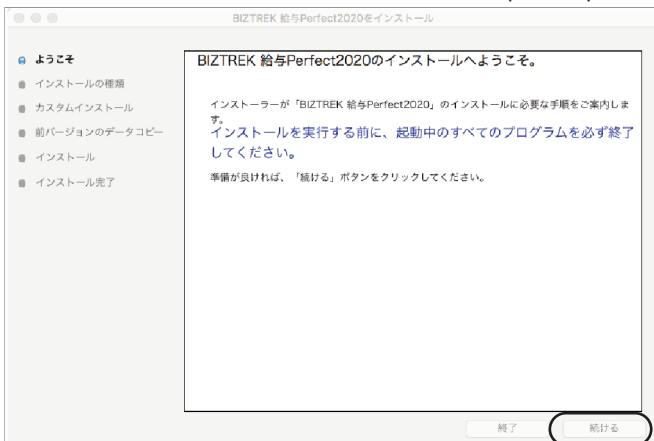 BIZTREK 給与Perfect2020をインストール
ようこそ
インストールの種類
カスタムインストール
前バージョンのデータコピー
インストール
インストール完了
BIZTREK 給与Perfect2020のインストールへようこそ。
インストーラーが「BIZTREK 給与Perfect2020」のインストールに必要な手順をご案内しま
す。
インストールを実行する前に、起動中のすべてのプログラムを必ず終了
してください。
準備が良ければ、「続ける」ボタンをクリックしてください。
終了
続ける